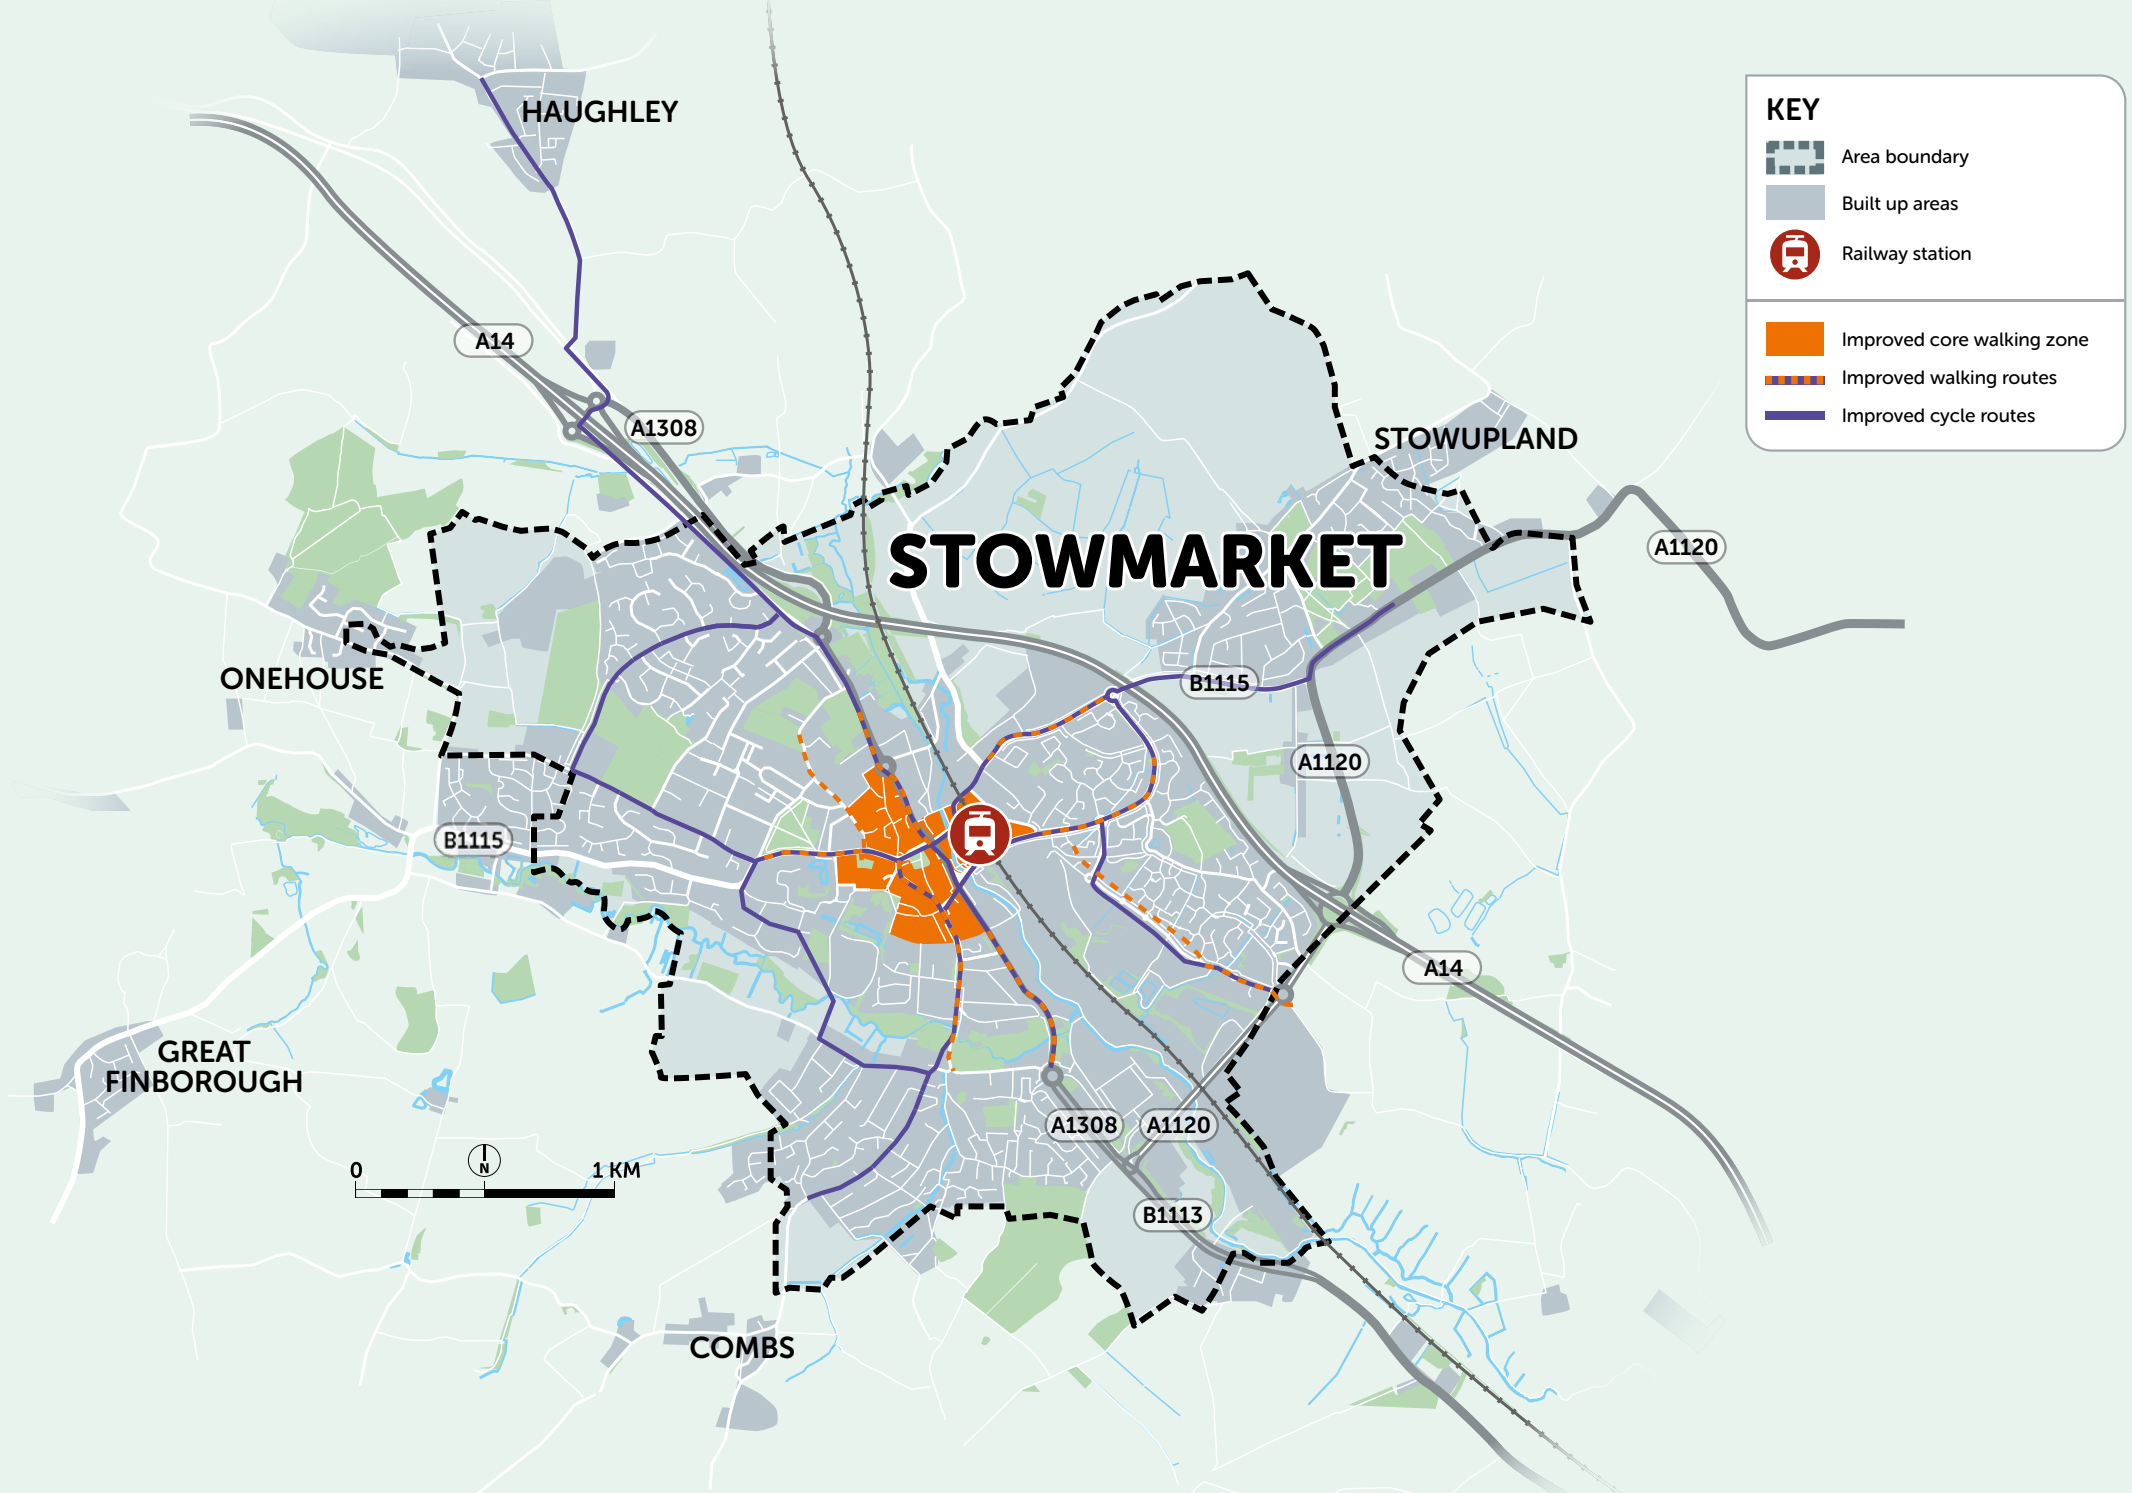 HAUGHLEY
KEY
Area boundary
Built up areas
Railway station
Improved core walking zone
Improved walking routes
Improved cycle routes
A14
A1308
STOWUPLAND
STOWMARKET
A1120
ONEHOUSE
B1115
A1120
B1115
A14
GREAT
FINBOROUGH
A1308
A1120
0
N
1 KM
B1113
COMBS